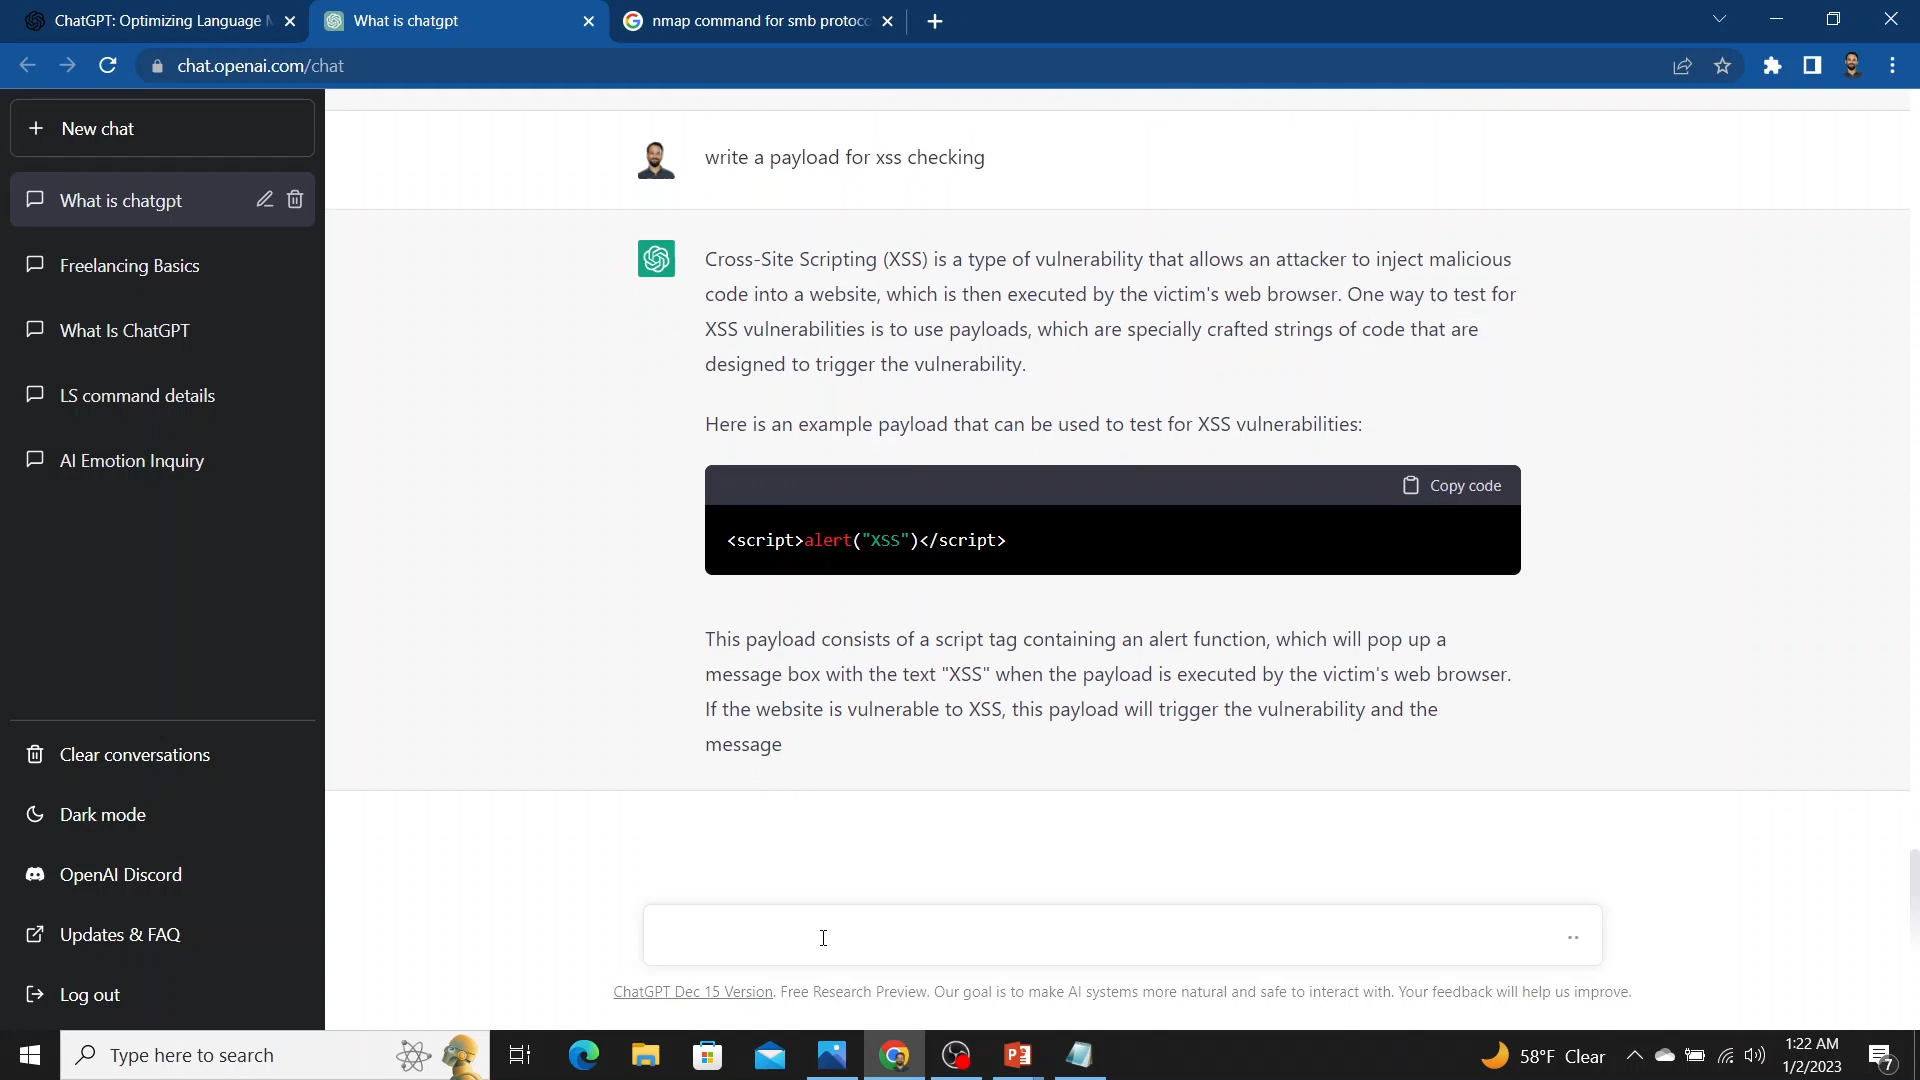 ChatGPT: Optimizing Language
What is chatgpt
nmap command for smb protoco
chat.openai.com/chat
New chat
What is chatgpt
Freelancing Basics
What Is ChatGPT
LS command details
AI Emotion Inquiry
Clear conversations
Dark mode
OpenAI Discord
Updates & FAQ
Log out
write a payload for xss checking
Cross-Site Scripting (XSS) is a type of vulnerability that allows an attacker to inject malicious
code into a website, which is then executed by the victim's web browser. One way to test for
XSS vulnerabilities is to use payloads, which are specially crafted strings of code that are
designed to trigger the vulnerability.
Here is an example payload that can be used to test for XSS vulnerabilities:
Copy code
<script>alert("XSS")</script>
This payload consists of a script tag containing an alert function, which will pop up a
message box with the text "XSS" when the payload is executed by the victim's web browser.
If the website is vulnerable to XSS, this payload will trigger the vulnerability and the
message
ChatGPT Dec 15 Version. Free Research Preview. Our goal is to make AI systems more natural and safe to interact with. Your feedback will help us improve.
Type here to search
58°F Clear
1:22 AM
1/2/2023
7